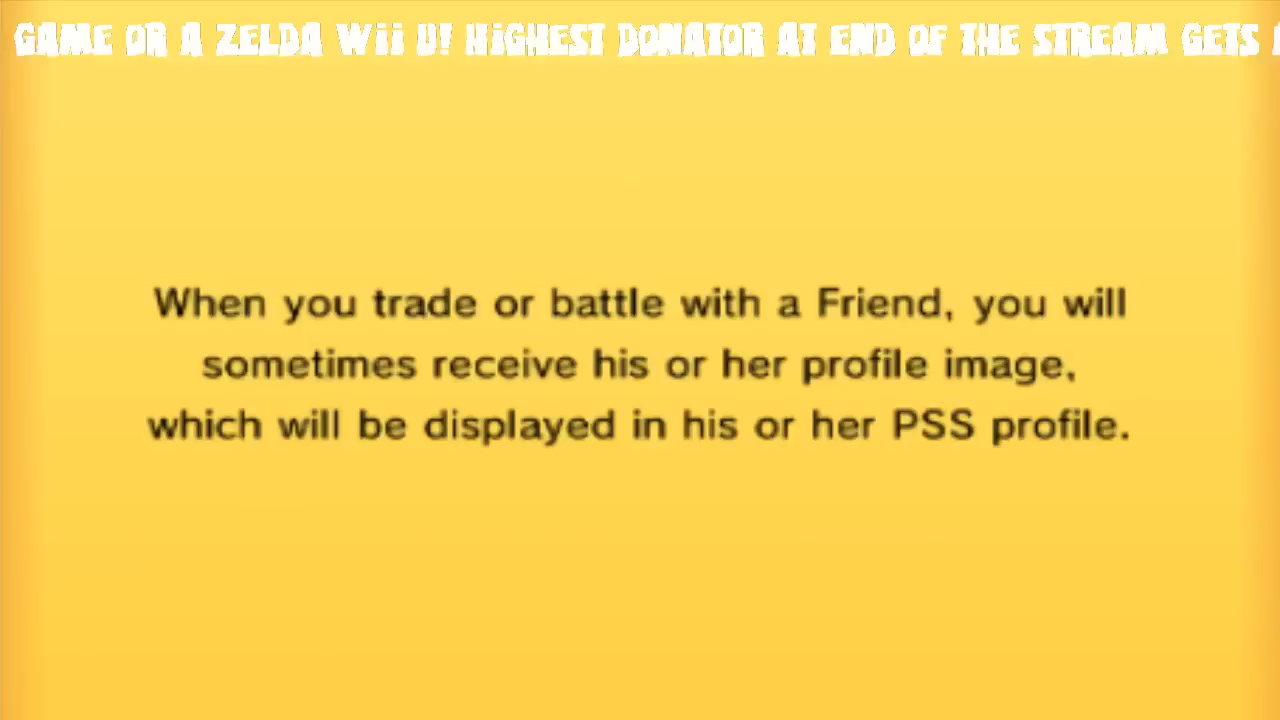 GAME OR A ZELDA Wii U! HiGHEST DONATOR AT END OF THE STREAM GETS
When you trade or battle with a Friend, you will
sometimes receive his or her profile image,
which will be displayed in his or her PSS profile.